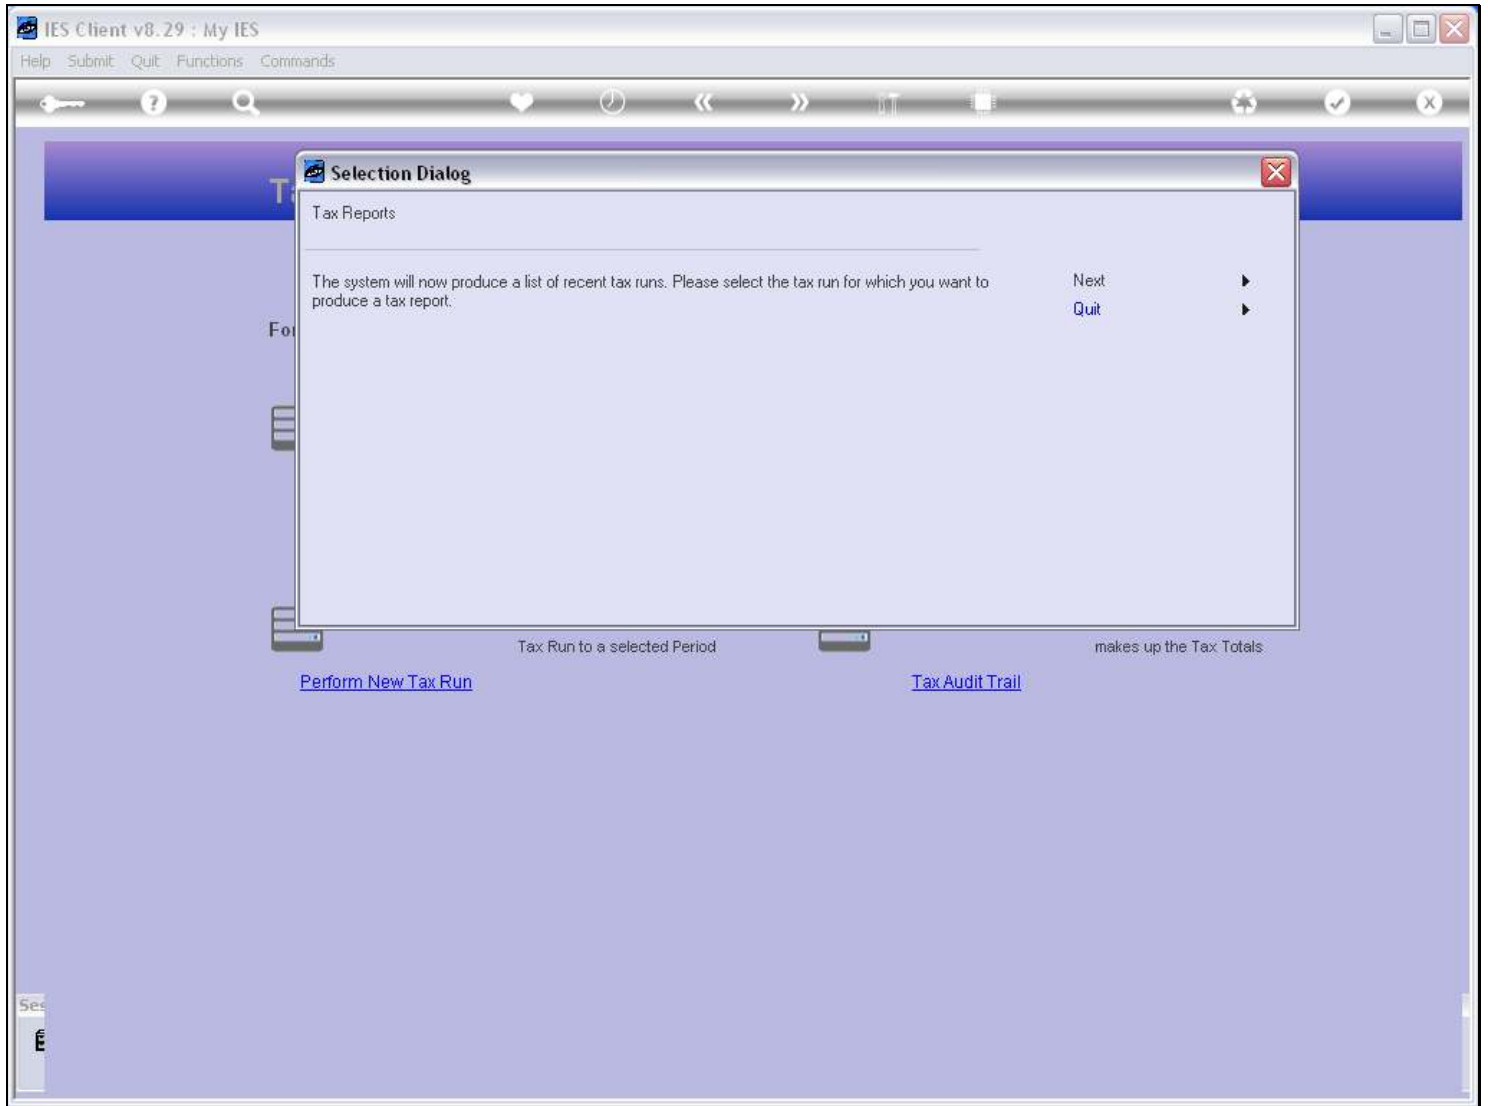 IES Client v8.29 : My IES
Help Submit Quit Functions Commands
Selection Dialog
Tax Reports
The system will now produce a list of recent tax runs. Please select the tax run for which you want to
produce a tax report.
Next
Quit
Tax Run to a selected Period
makes up the Tax Totals
Perform New Tax Run
Tax Audit Trail